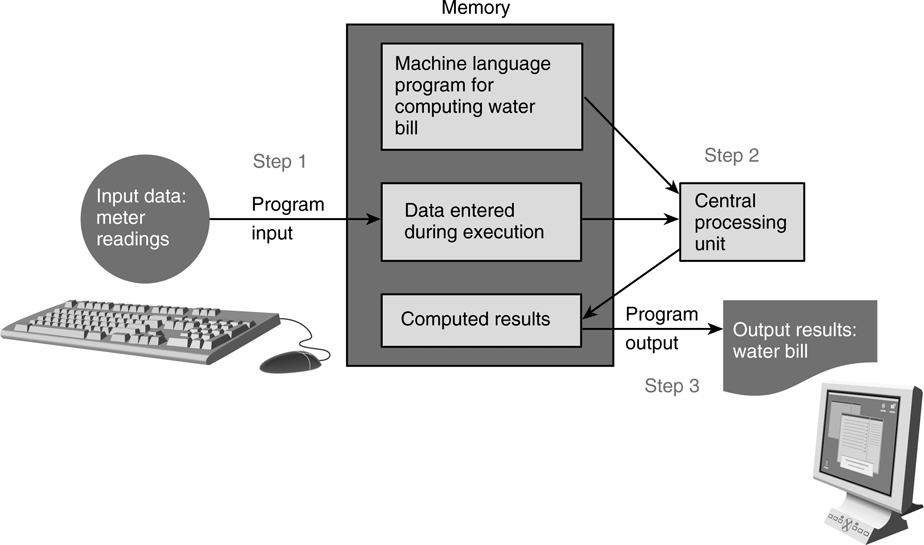 Memory
Machine language
program for
computing water
bill
Step 1
Step 2
Input data:
meter
readings
Program
input
Data entered
during execution
Central
processing
unit
Computed results
Program
output
Output results:
water bill
Step 3